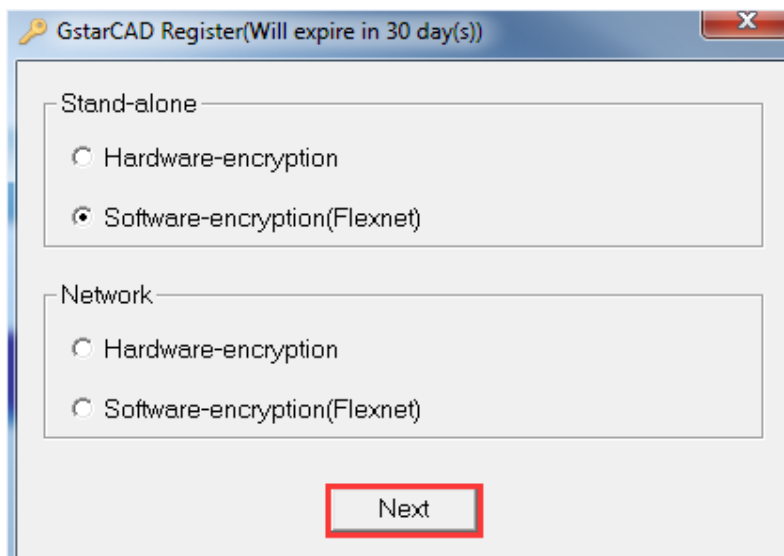 GstarCAD Register(Will expire in 30 day(s))
Stand-alone
Hardware-encryption
Software-encryption(Flexnet)
Network
Hardware-encryption
Software-encryption(Flexnet)
Next